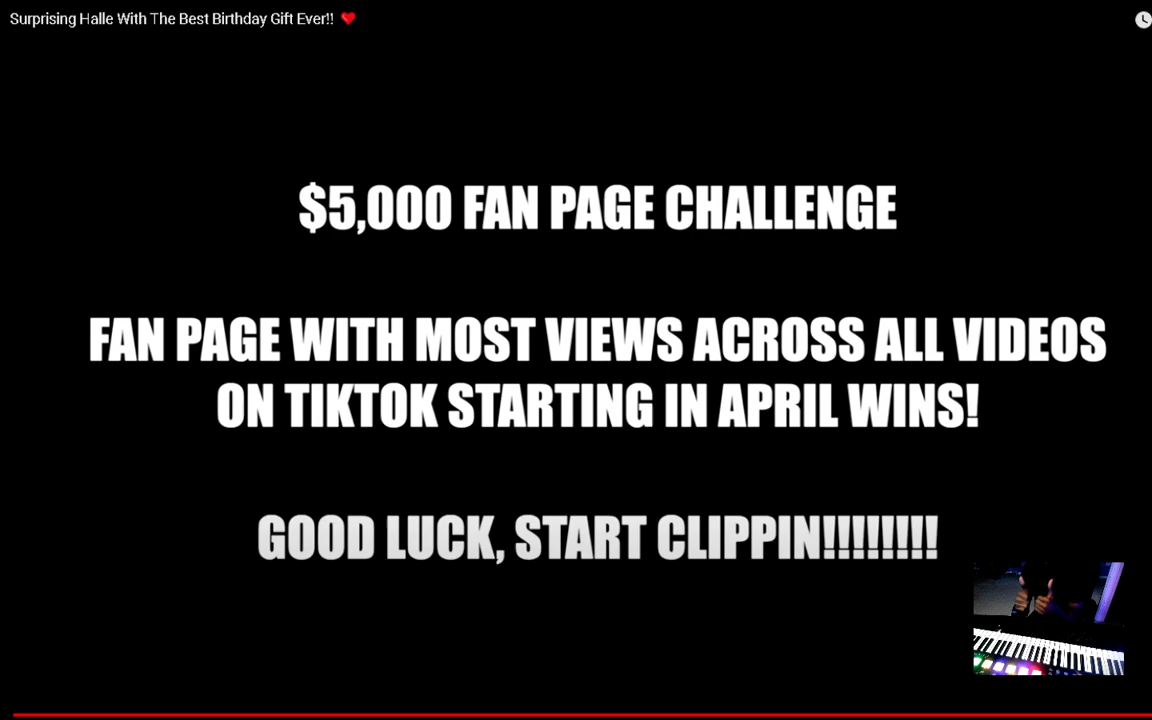 Surprising Halle With The Best Birthday Gift Ever!! ❤️
$5,000 FAN PAGE CHALLENGE
FAN PAGE WITH MOST VIEWS ACROSS ALL VIDEOS
ON TIKTOK STARTING IN APRIL WINS!
GOOD LUCK, START CLIPPIN!!!!!!!!!